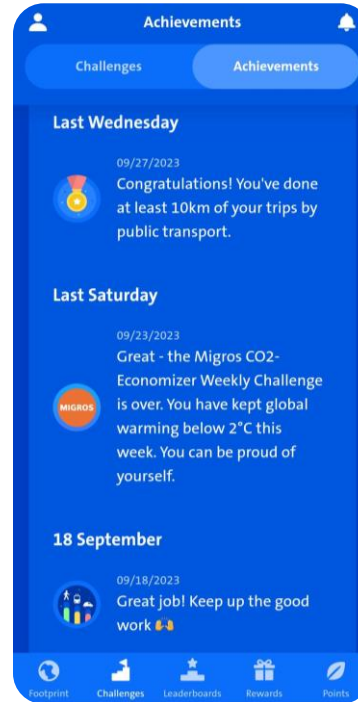 Achievements
Challenges
Achievements
Last Wednesday
09/27/2023
Congratulations! You've done
at least 10km of your trips by
public transport.
Last Saturday
09/23/2023
Great - the Migros CO2-
Economizer Weekly Challenge
MIGROS
is over. You have kept global
warming below 2°C this
week. You can be proud of
yourself.
18 September
09/18/2023
Great job! Keep up the good
work 🙌
Footprint
Challenges
Leaderboards
Rewards
Points